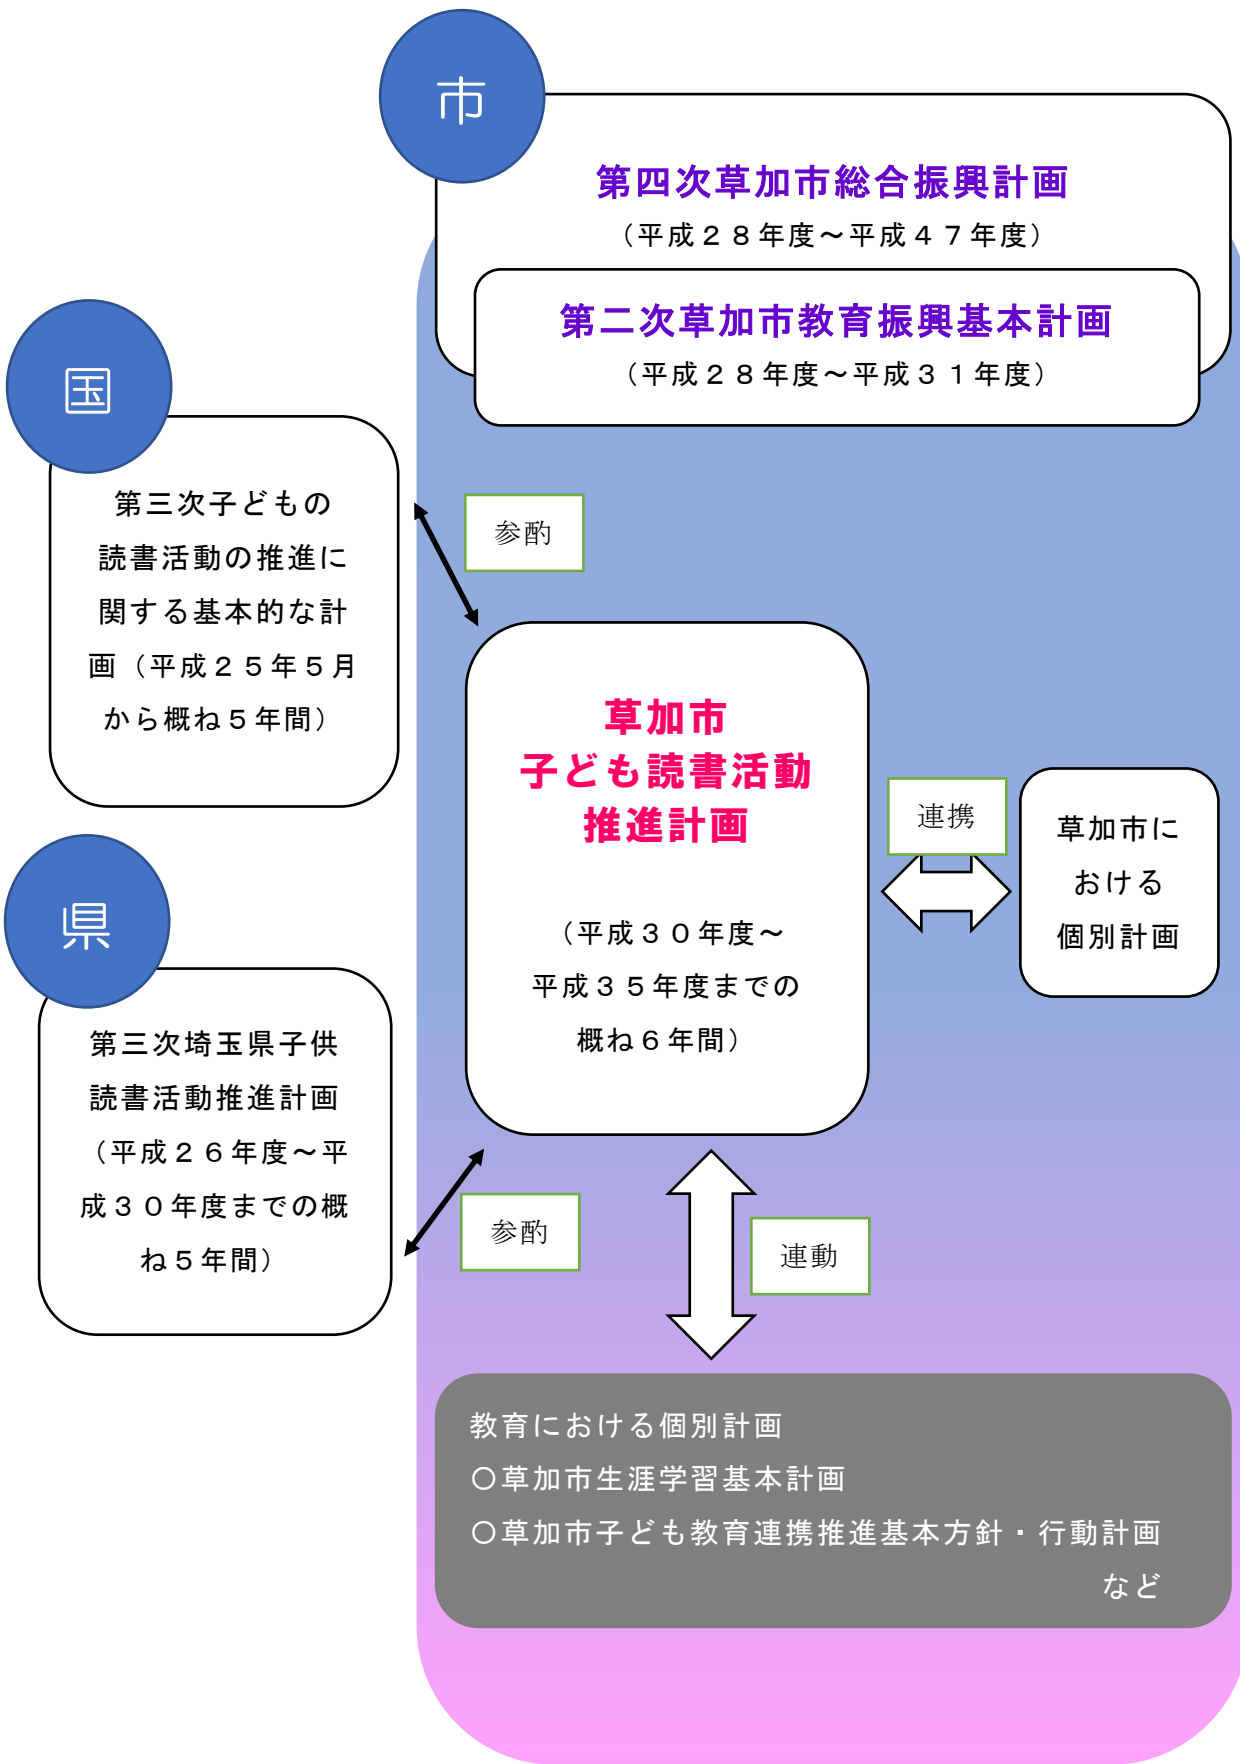 市
第四次草加市総合振興計画
（平成２８年度～平成４７年度）
第二次草加市教育振興基本計画
（平成２８年度～平成３１年度）
国
第三次子どもの
読書活動の推進に
関する基本的な計
画（平成２５年５月
から概ね５年間）
参酌
草加市
子ども読書活動
推進計画
（平成３０年度～
平成３５年度までの
概ね６年間）
連携
草加市に
おける
個別計画
県
第三次埼玉県子供
読書活動推進計画
（平成２６年度～平
成３０年度までの概
ね５年間）
参酌
連動
教育における個別計画
〇草加市生涯学習基本計画
〇草加市子ども教育連携推進基本方針・行動計画
など